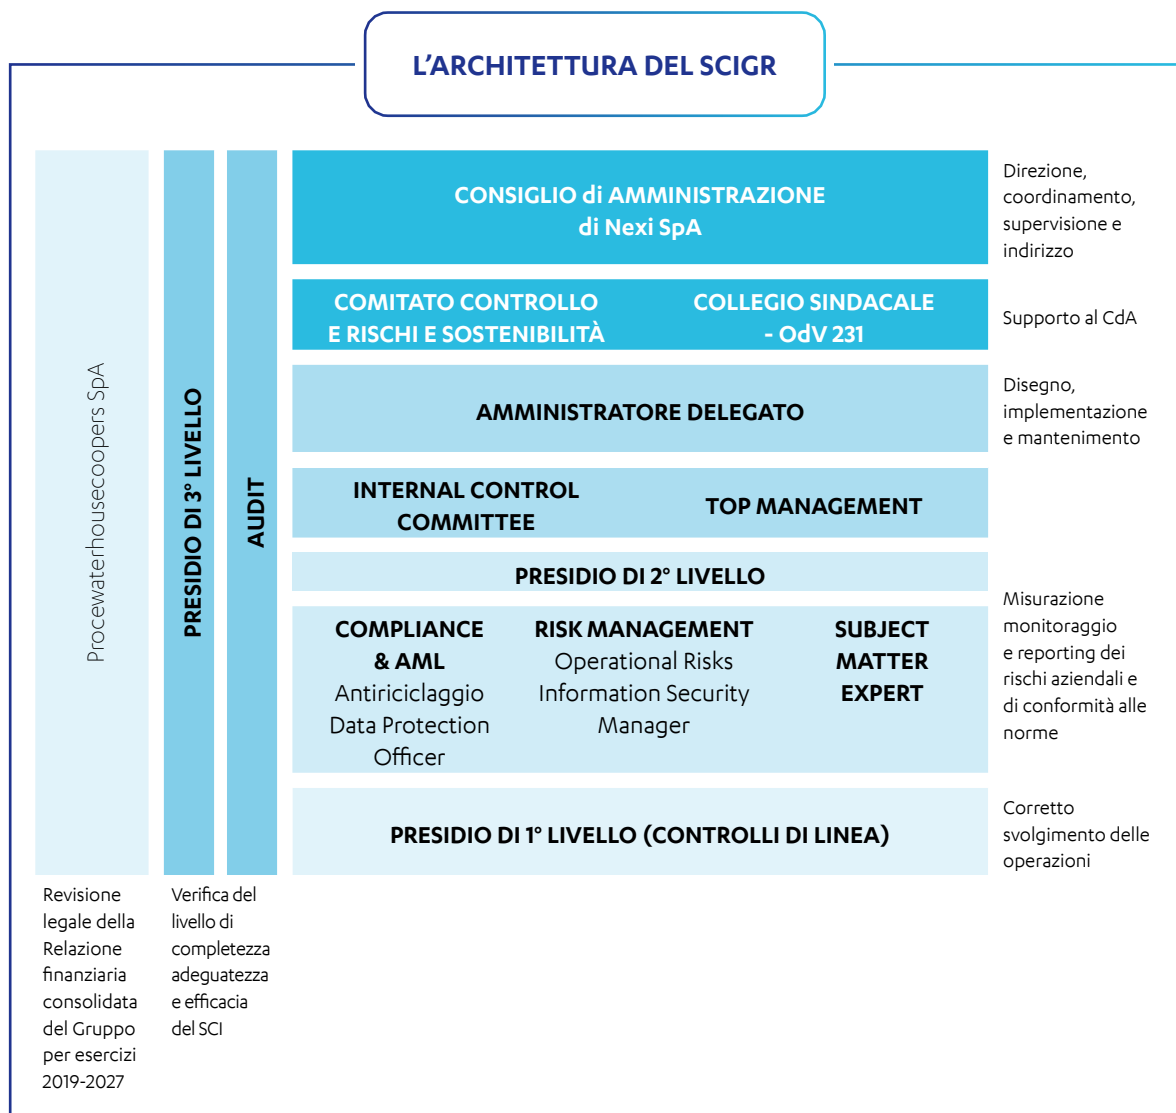 L'ARCHITETTURA DEL SCIGR
Procewaterhousecoopers SpA
PRESIDIO DI 3° LIVELLO
AUDIT
CONSIGLIO di AMMINISTRAZIONE
di Nexi SpA
Direzione,
coordinamento,
supervisione e
indirizzo
COMITATO CONTROLLO
E RISCHI E SOSTENIBILITÀ
COLLEGIO SINDACALE
- OdV 231
Supporto al CdA
AMMINISTRATORE DELEGATO
Disegno,
implementazione
e mantenimento
INTERNAL CONTROL
COMMITTEE
TOP MANAGEMENT
PRESIDIO DI 2° LIVELLO
COMPLIANCE
& AML
Antiriciclaggio
Data Protection
Officer
RISK MANAGEMENT
Operational Risks
Information Security
Manager
SUBJECT
MATTER
EXPERT
Misurazione
monitoraggio
e reporting dei
rischi aziendali e
di conformità alle
norme
PRESIDIO DI 1° LIVELLO (CONTROLLI DI LINEA)
Corretto
svolgimento delle
operazioni
Revisione
legale della
Relazione
finanziaria
consolidata
del Gruppo
per esercizi
2019-2027
Verifica del
livello di
completezza
adeguatezza
e efficacia
del SCI